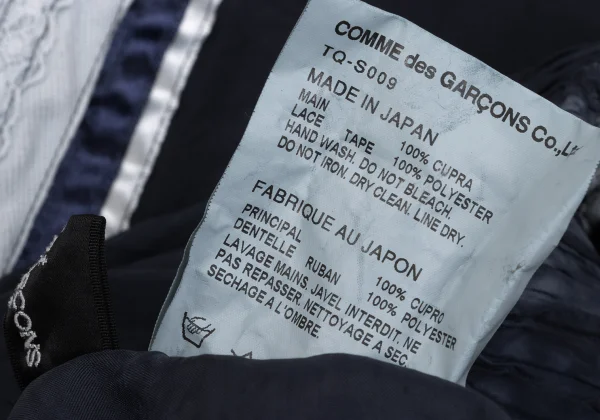 COMME des GARÇONS Co.,Lt
TQ-S009
MADE IN JAPAN
MAIN 100% CUPRA
LACE TAPE 100% POLYESTER
HAND WASH. DO NOT BLEACH.
DO NOT IRON. DRY CLEAN. LINE DRY.
FABRIQUE AU JAPON
PRINCIPAL 100% CUPRO
DENTELLE RUBAN 100% POLYESTER
LAVAGE MAINS. JAVEL INTERDIT. NE
PAS REPASSER. NETTOYAGE A SEC.
SECHAGE A L'OMBRE.